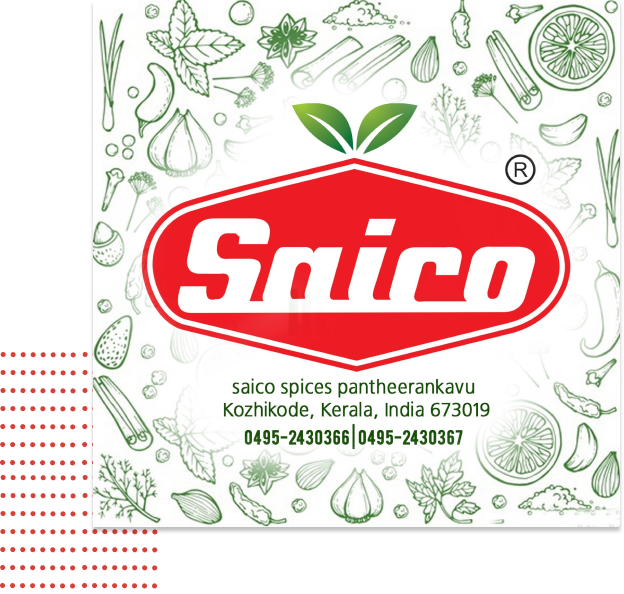 ®
Saico
saico spices pantheerankavu
Kozhikode, Kerala, India 673019
0495-2430366|0495-2430367